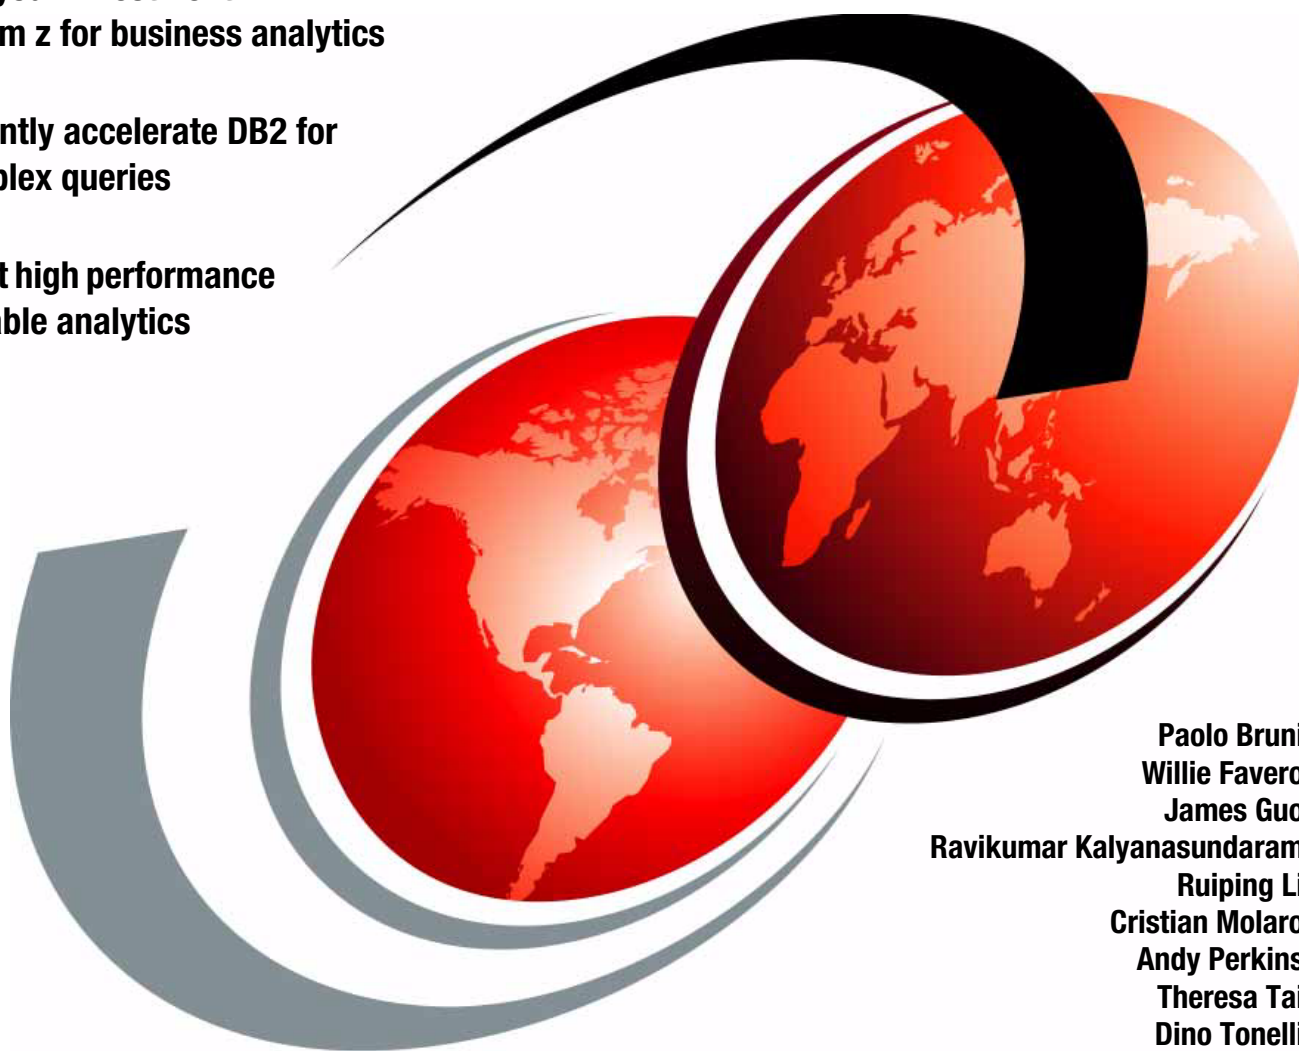 m z for business analytics
ntly accelerate DB2 for
plex queries
t high performance
able analytics
Paolo Bruni
Willie Favero
James Guo
Ravikumar Kalyanasundaram
Ruiping Li
Cristian Molaro
Andy Perkins
Theresa Tai
Dino Tonelli